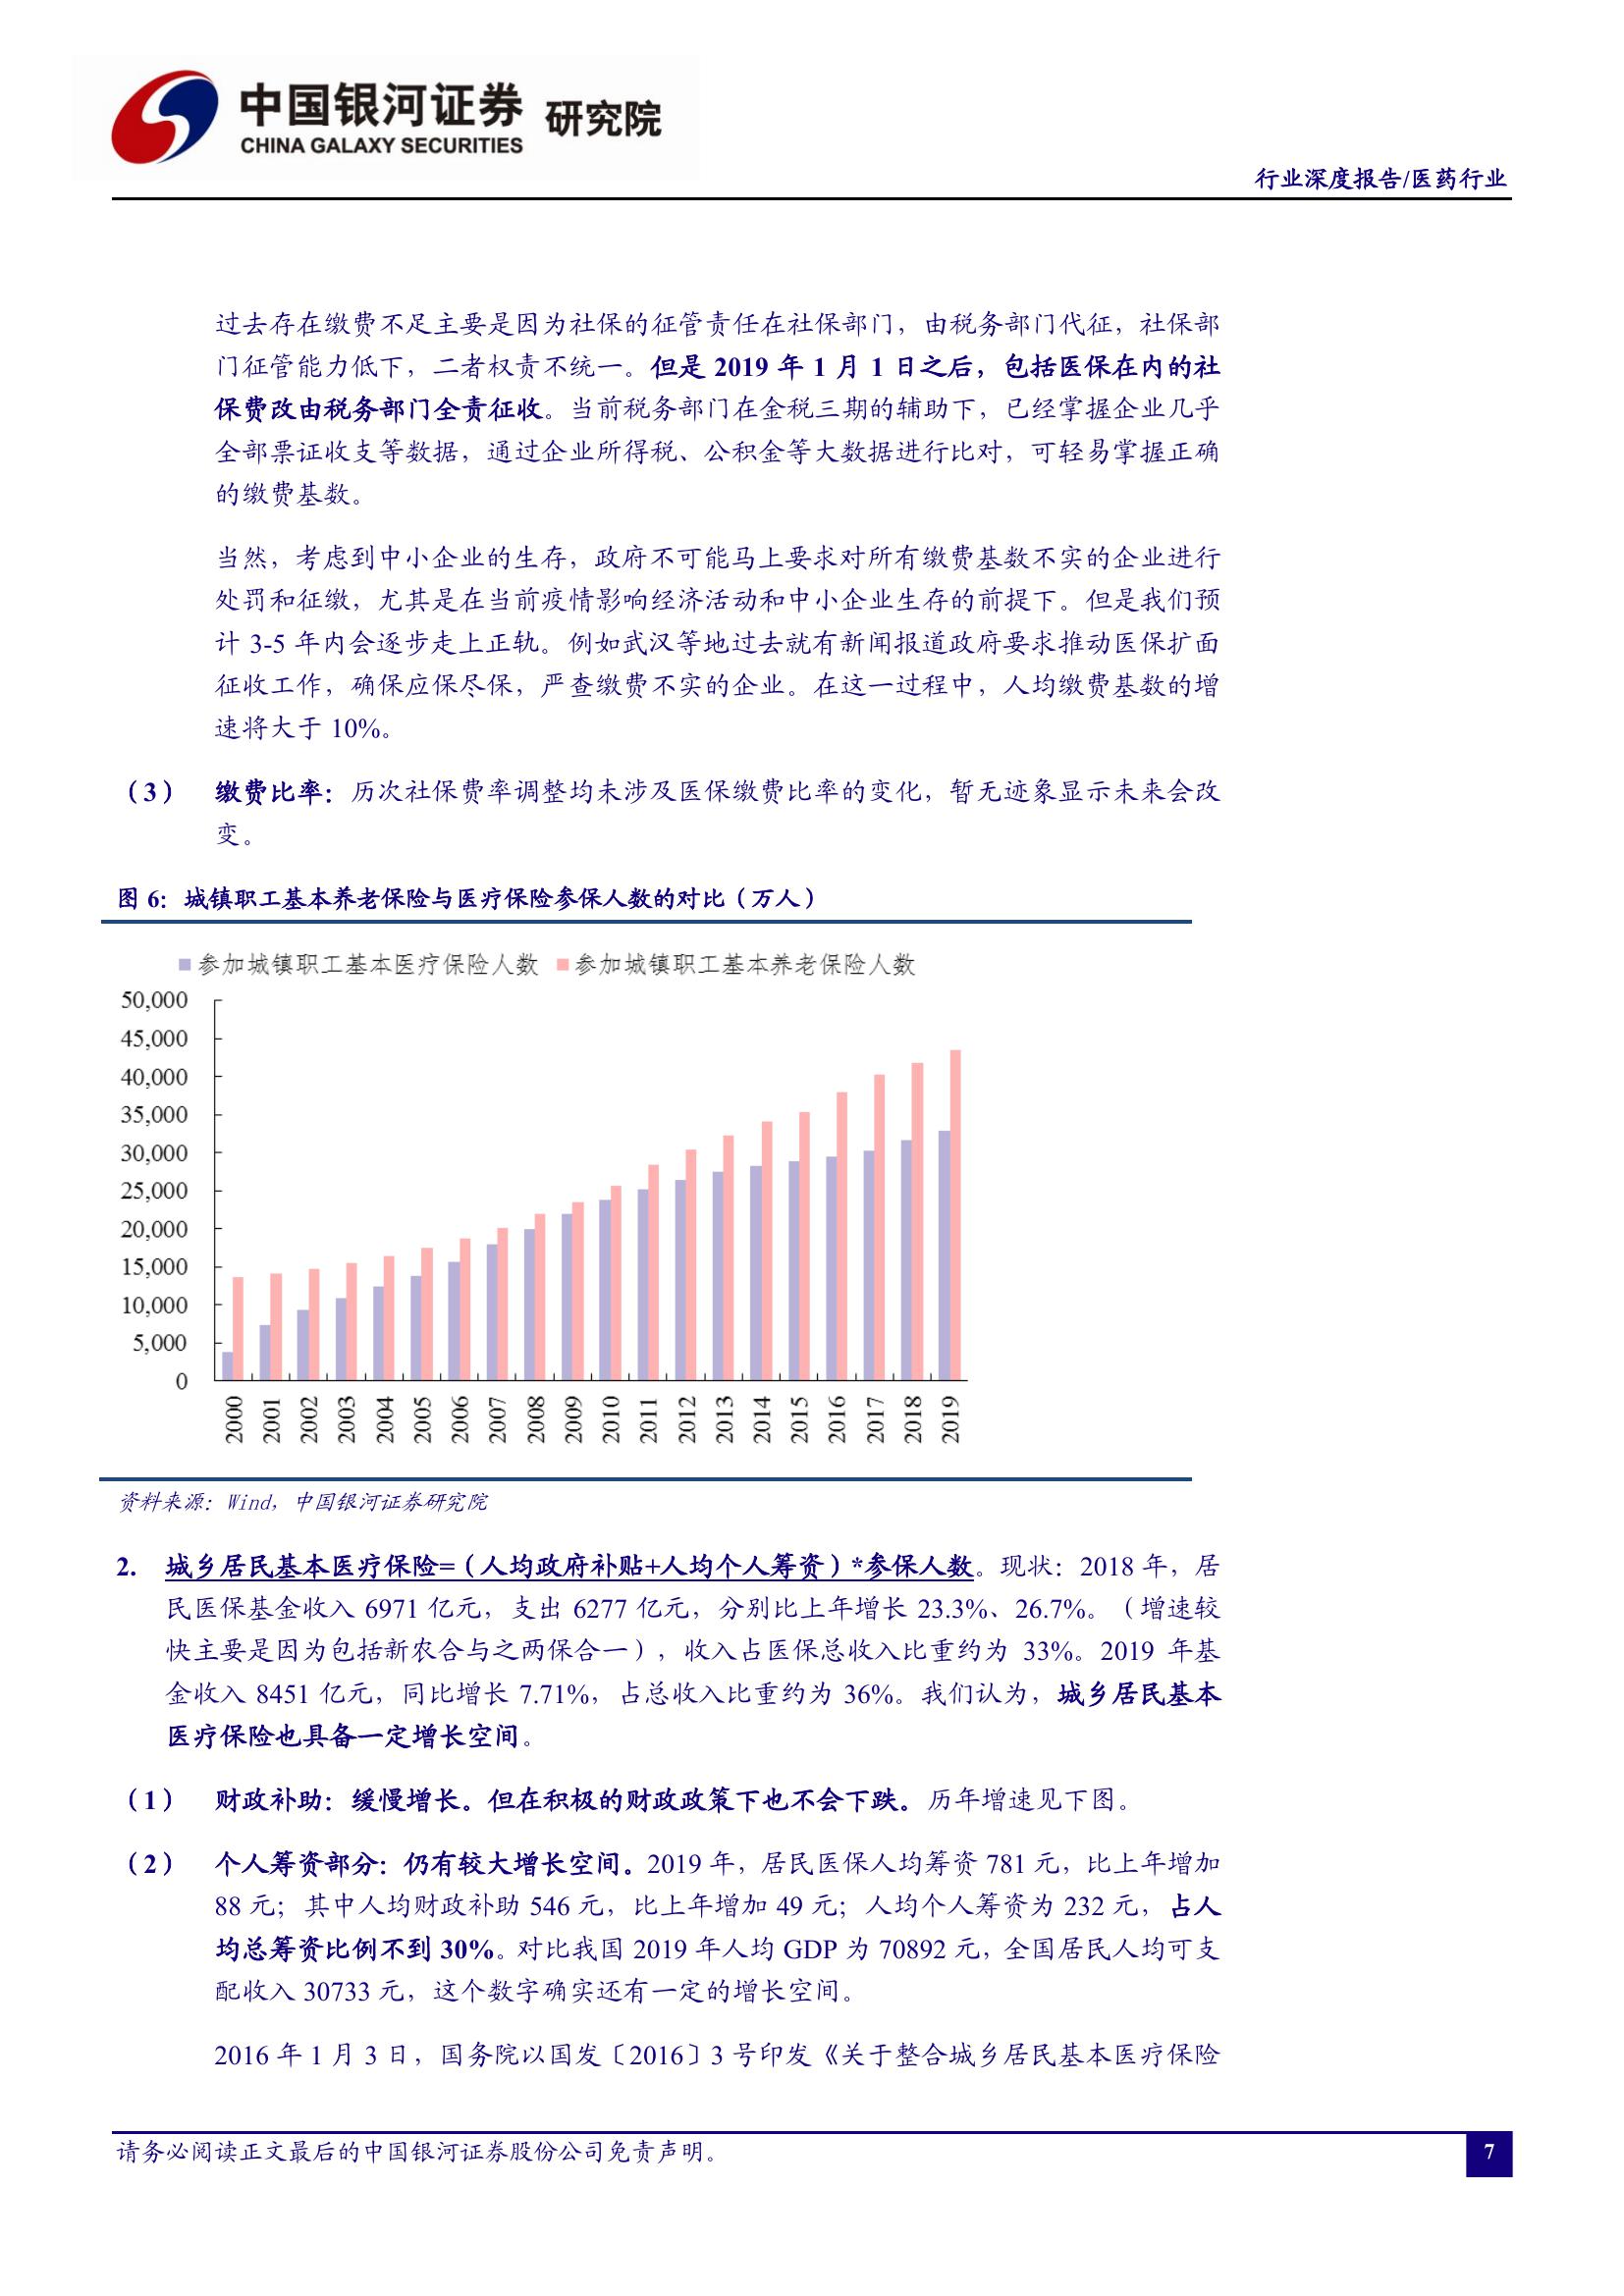 中国银河证券 研究院
CHINA GALAXY SECURITIES
行业深度报告/医药行业
过去存在缴费不足主要是因为社保的征管责任在社保部门，由税务部门代征，社保部
门征管能力低下，二者权责不统一。但是 2019 年 1 月 1 日之后，包括医保在内的社
保费改由税务部门全责征收。当前税务部门在金税三期的辅助下，已经掌握企业几乎
全部票证收支等数据，通过企业所得税、公积金等大数据进行比对，可轻易掌握正确
的缴费基数。
当然，考虑到中小企业的生存，政府不可能马上要求对所有缴费基数不实的企业进行
处罚和征缴，尤其是在当前疫情影响经济活动和中小企业生存的前提下。但是我们预
计 3-5 年内会逐步走上正轨。例如武汉等地过去就有新闻报道政府要求推动医保扩面
征收工作，确保应保尽保，严查缴费不实的企业。在这一过程中，人均缴费基数的增
速将大于 10%。
（3） 缴费比率：历次社保费率调整均未涉及医保缴费比率的变化，暂无迹象显示未来会改
变。
图 6：城镇职工基本养老保险与医疗保险参保人数的对比（万人）
参加城镇职工基本医疗保险人数 参加城镇职工基本养老保险人数
50,000
45,000
40,000
35,000
30,000
25,000
20,000
15,000
10,000
5,000
0
2000 2001 2002 2003 2004 2005 2006 2007 2008 2009 2010 2011 2012 2013 2014 2015 2016 2017 2018 2019
资料来源：Wind，中国银河证券研究院
2. 城乡居民基本医疗保险=（人均政府补贴+人均个人筹资）*参保人数。现状：2018 年，居
民医保基金收入 6971 亿元，支出 6277 亿元，分别比上年增长 23.3%、26.7%。（增速较
快主要是因为包括新农合与之两保合一），收入占医保总收入比重约为 33%。2019 年基
金收入 8451 亿元，同比增长 7.71%，占总收入比重约为 36%。我们认为，城乡居民基本
医疗保险也具备一定增长空间。
（1） 财政补助：缓慢增长。但在积极的财政政策下也不会下跌。历年增速见下图。
（2） 个人筹资部分：仍有较大增长空间。2019 年，居民医保人均筹资 781 元，比上年增加
88 元；其中人均财政补助 546 元，比上年增加 49 元；人均个人筹资为 232 元，占人
均总筹资比例不到 30%。对比我国 2019 年人均 GDP 为 70892 元，全国居民人均可支
配收入 30733 元，这个数字确实还有一定的增长空间。
2016 年 1 月 3 日，国务院以国发〔2016〕3 号印发《关于整合城乡居民基本医疗保险
请务必阅读正文最后的中国银河证券股份公司免责声明。
7